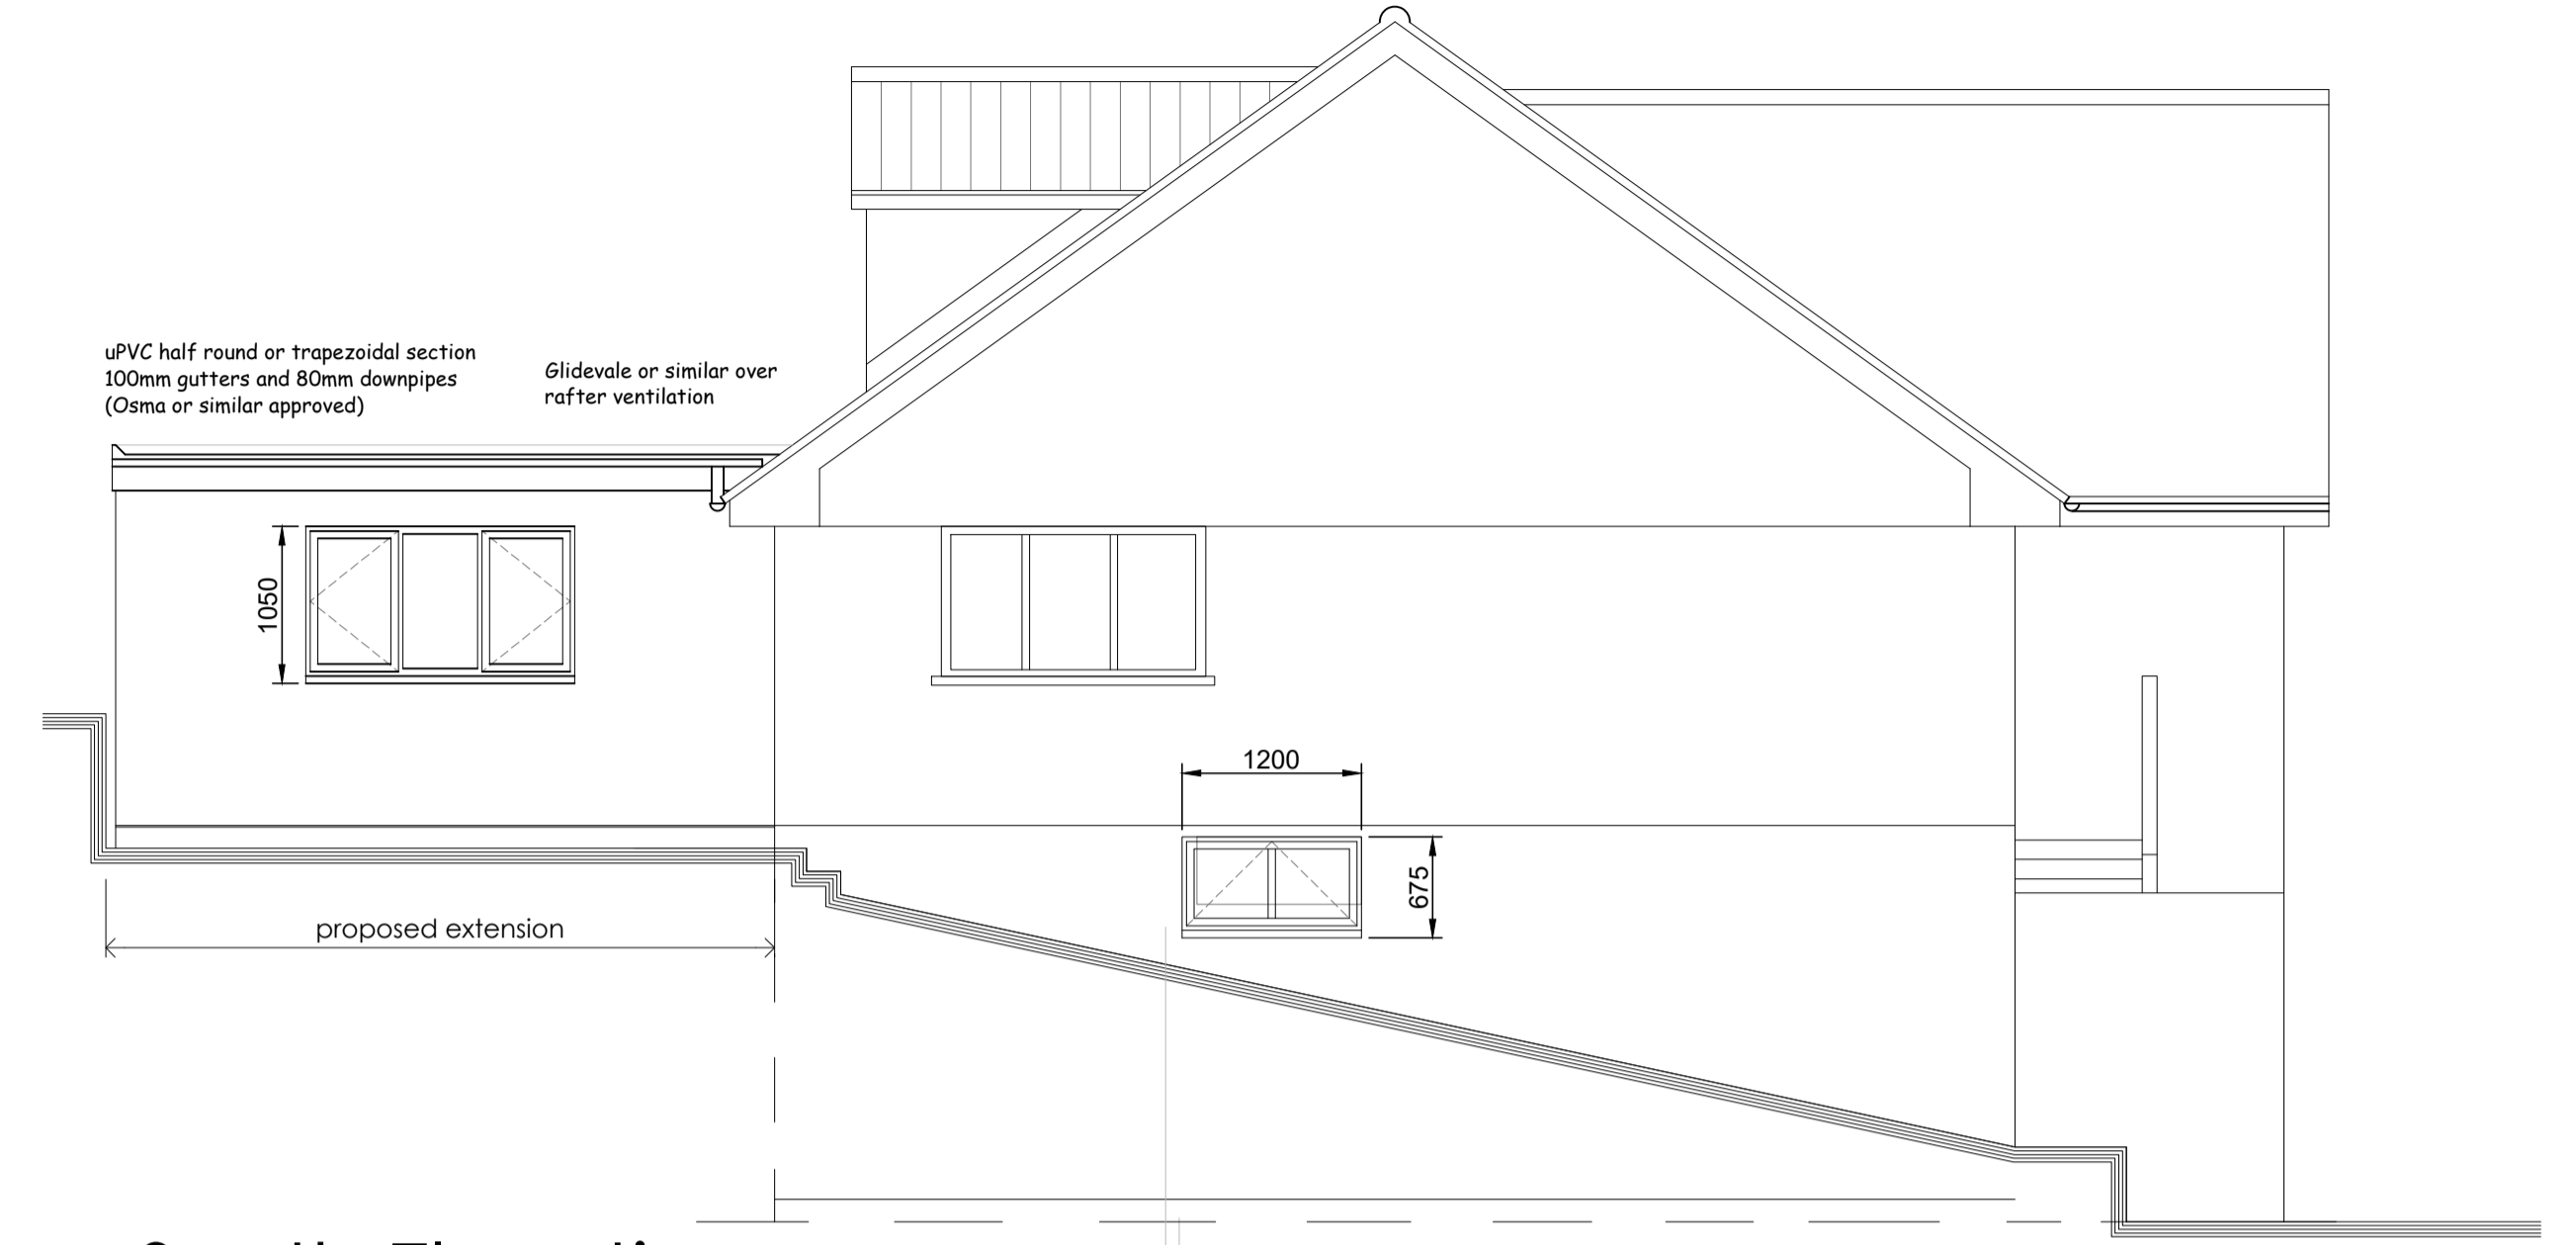 uPVC half round or trapezoidal section
100mm gutters and 80mm downpipes
(Osma or similar approved)
Glidevale or similar over
rafter ventilation
1050
1200
675
proposed extension